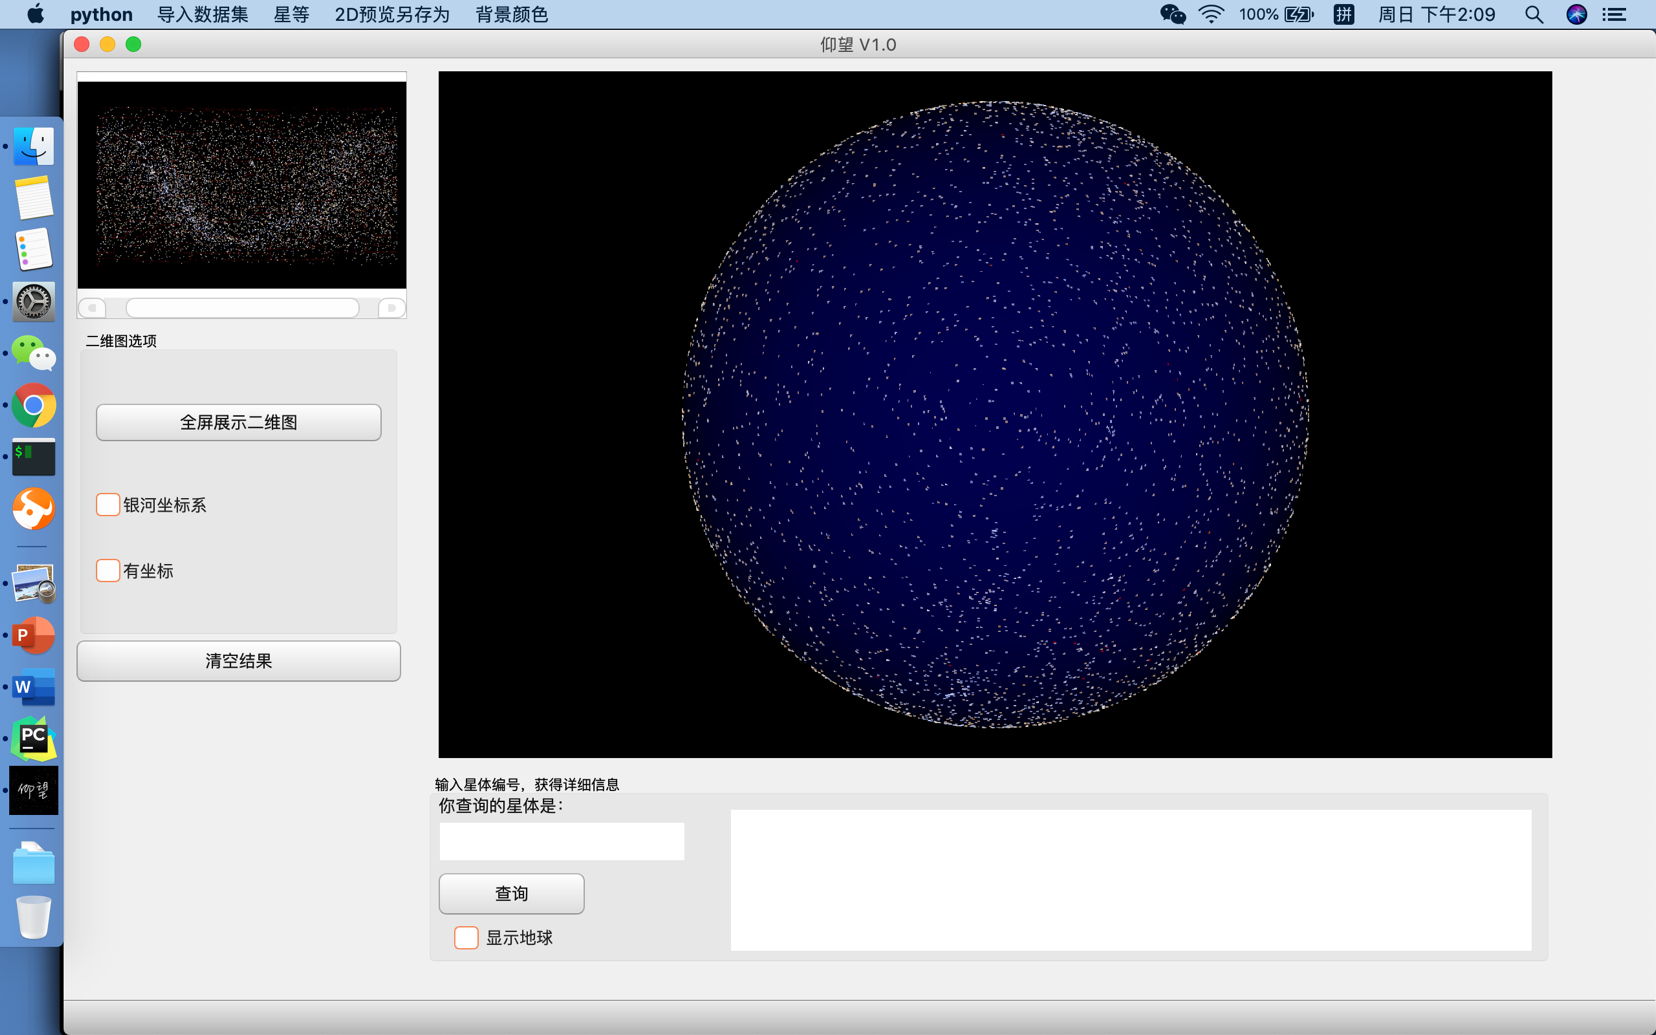 python 导入数据集 星等 2D预览另存为 背景颜色 100% 拼 周日 下午2:09
仰望 V1.0
二维图选项
全屏展示二维图
银河坐标系
有坐标
清空结果
输入星体编号，获得详细信息
你查询的星体是：
查询
显示地球
$
P
W
PC
仰望